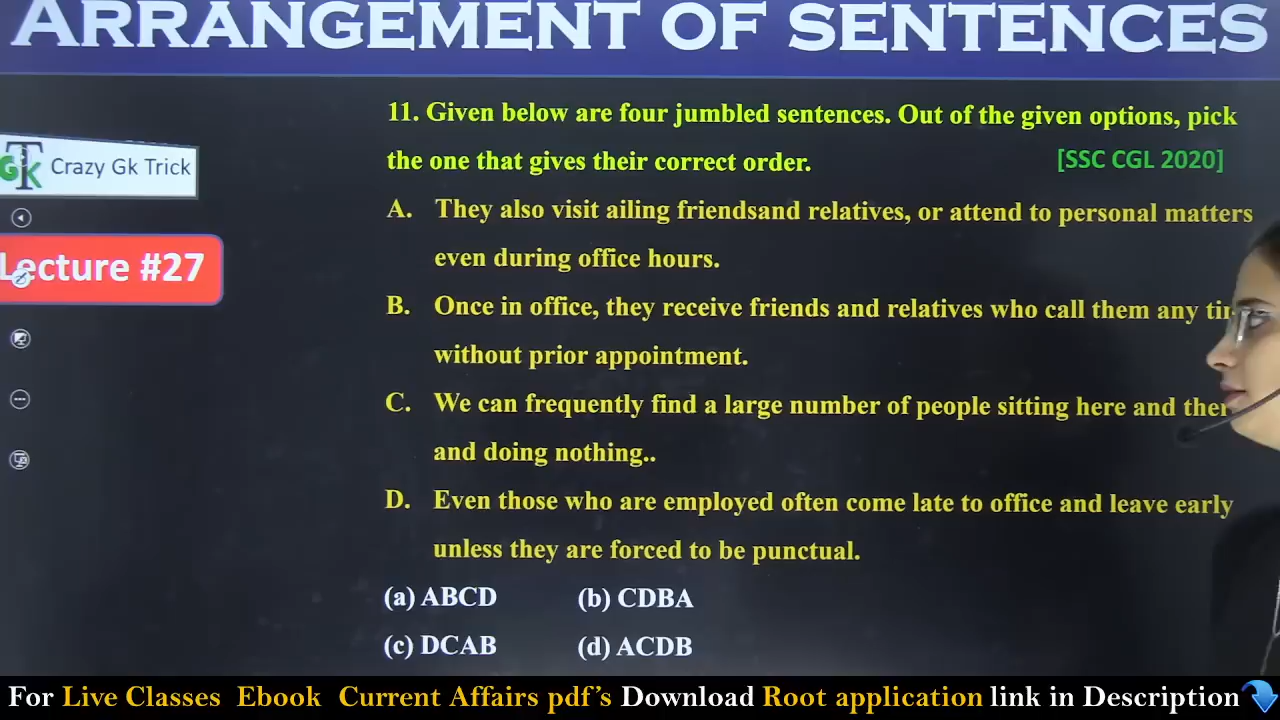 ARRANGEMENT OF SENTENCES
11. Given below are four jumbled sentences. Out of the given options, pick
the one that gives their correct order. [SSC CGL 2020]
GTK Crazy Gk Trick
Lecture #27
A. They also visit ailing friendsand relatives, or attend to personal matters
even during office hours.
B. Once in office, they receive friends and relatives who call them any
without prior appointment.
C. We can frequently find a large number of people sitting here and
and doing nothing..
D. Even those who are employed often come late to office and leave early
unless they are forced to be punctual.
(a) ABCD (b) CDBA
(c) DCAB (d) ACDB
For Live Classes Ebook Current Affairs pdf's Download Root application link in Description